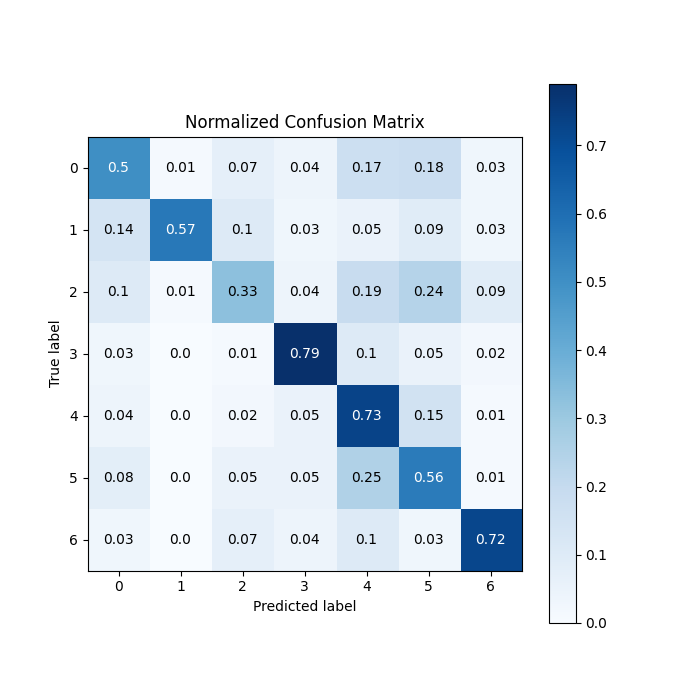 Normalized Confusion Matrix
0 0.5 0.01 0.07 0.04 0.17 0.18 0.03
1 0.14 0.57 0.1 0.03 0.05 0.09 0.03
2 0.1 0.01 0.33 0.04 0.19 0.24 0.09
3 0.03 0.0 0.01 0.79 0.1 0.05 0.02
4 0.04 0.0 0.02 0.05 0.73 0.15 0.01
5 0.08 0.0 0.05 0.05 0.25 0.56 0.01
6 0.03 0.0 0.07 0.04 0.1 0.03 0.72
0 1 2 3 4 5 6
Predicted label
True label
0.7
0.6
0.5
0.4
0.3
0.2
0.1
0.0